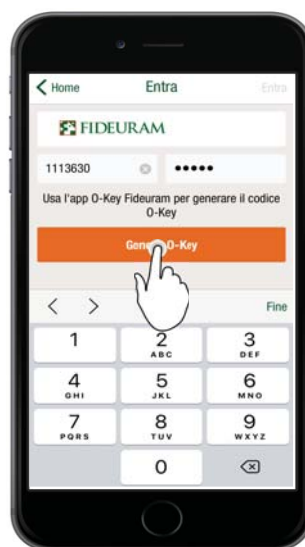 Home Entra Entra
FIDEURAM
1113630 •••••
Usa l'app O-Key Fideuram per generare il codice
O-Key
O-Key
Fine
1 2 3
ABC DEF
4 5 6
GHI JKL MNO
7 8 9
PQRS TUV WXYZ
0